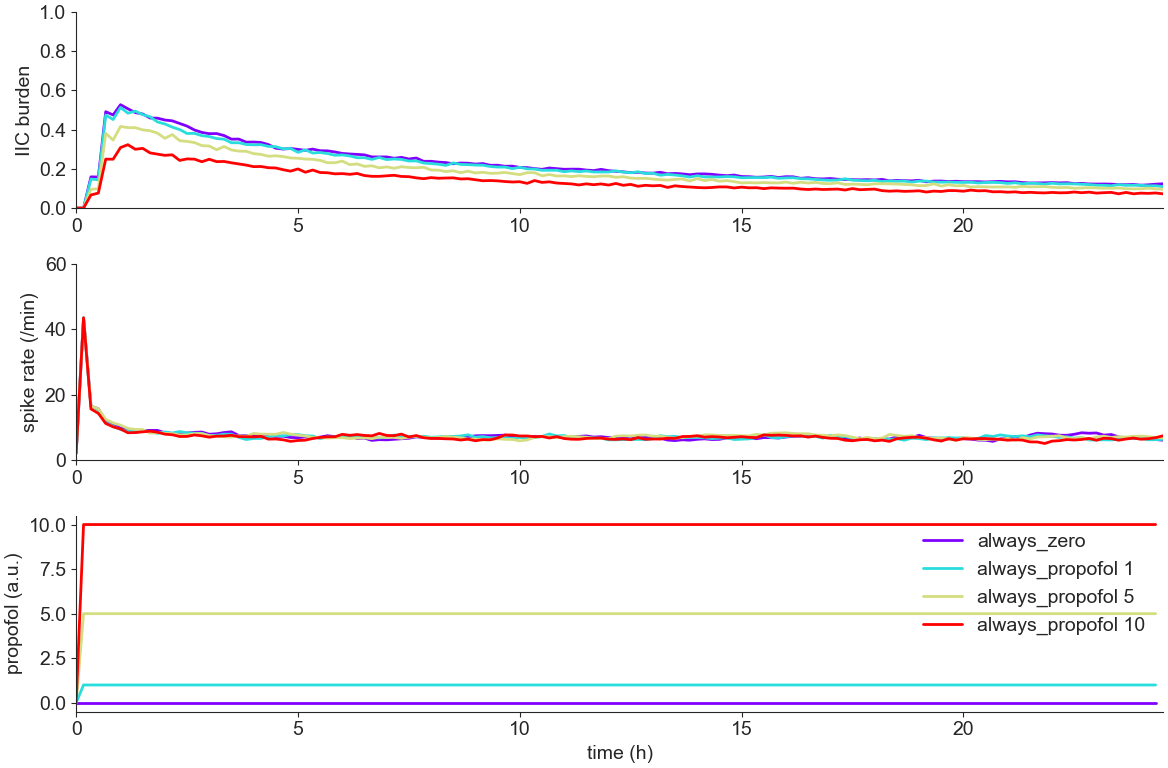 1.0
0.8
0.6
0.4
0.2
0.0
IIC burden
0 5 10 15 20
60
40
20
0
spike rate (/min)
0 5 10 15 20
10.0
7.5
5.0
2.5
0.0
propofol (a.u.)
always_zero
always_propofol 1
always_propofol 5
always_propofol 10
0 5 10 15 20
time (h)